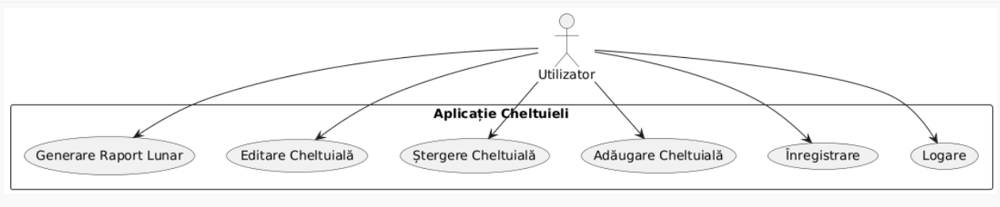 Utilizator
Aplicație Cheltuieli
Generare Raport Lunar
Editare Cheltuială
Ștergere Cheltuială
Adăugare Cheltuială
Înregistrare
Logare